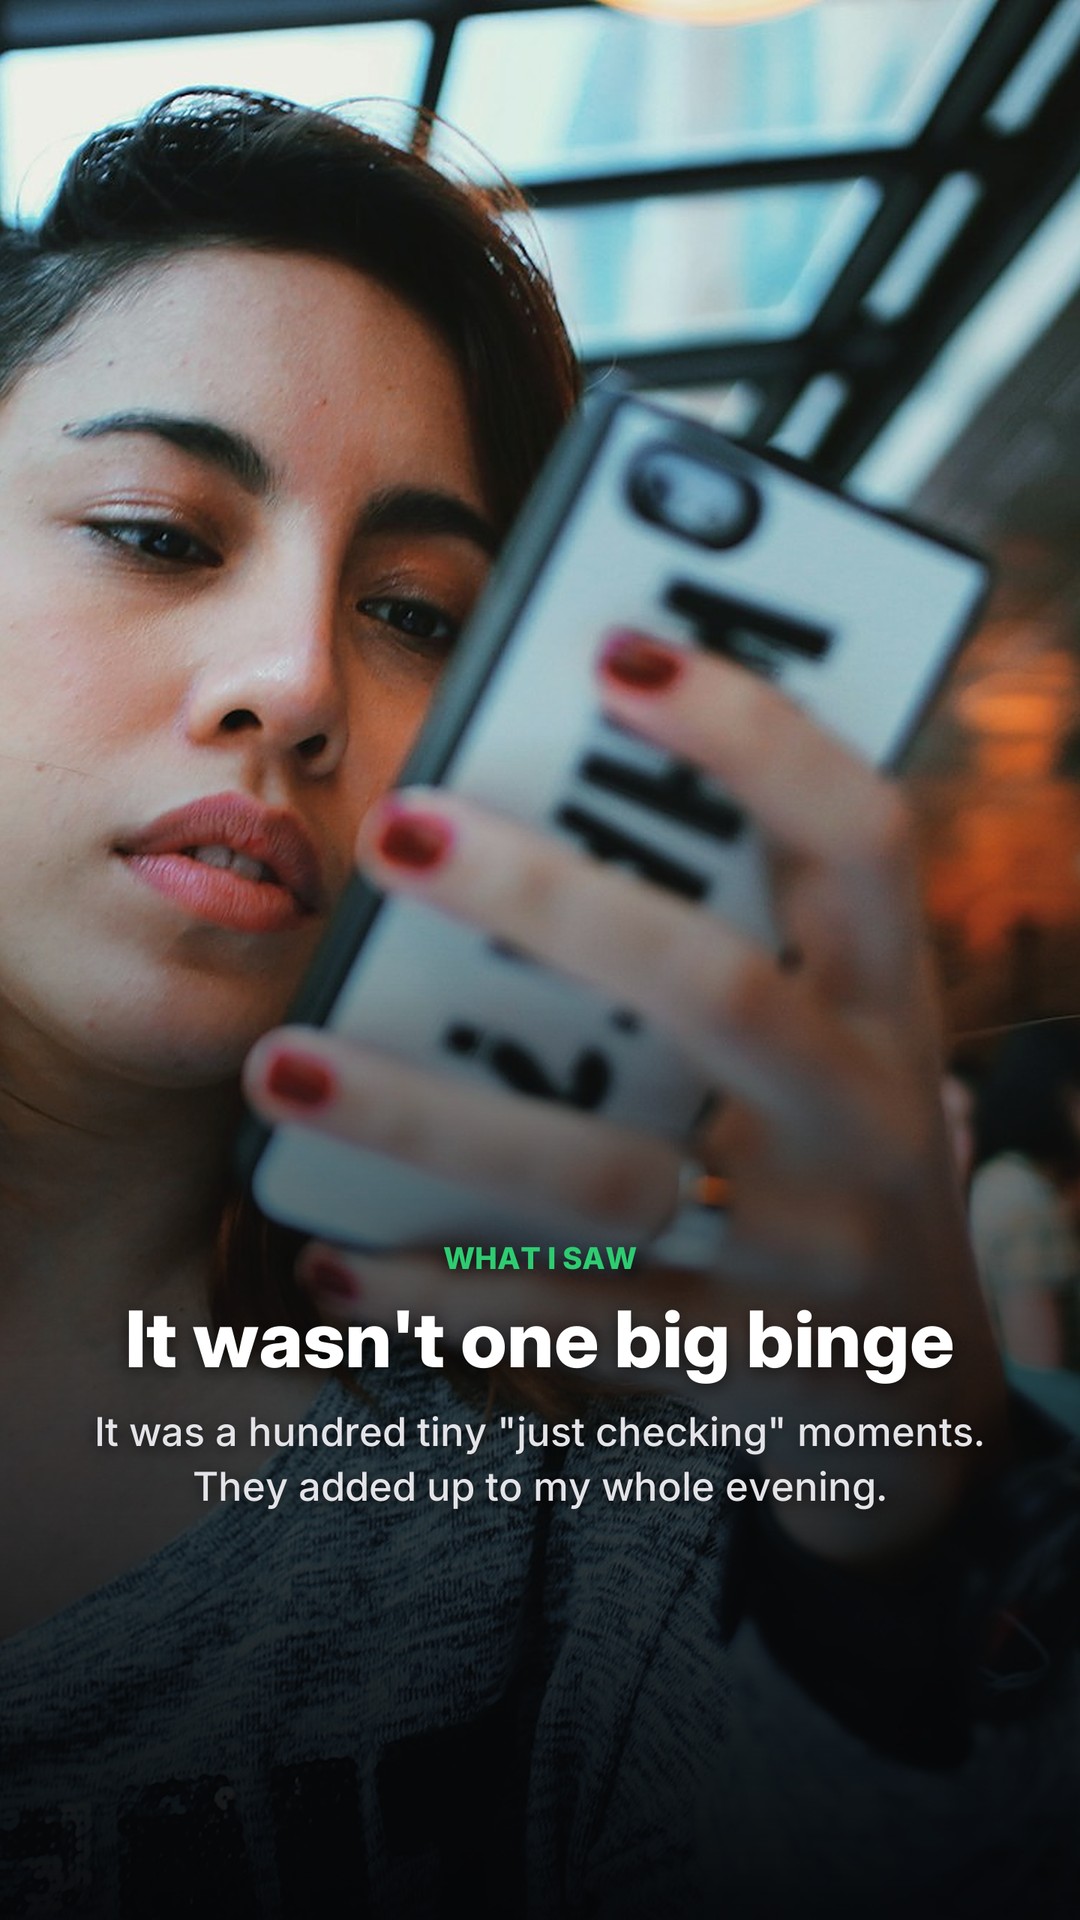 WHAT I SAW
It wasn't one big binge
It was a hundred tiny "just checking" moments.
They added up to my whole evening.